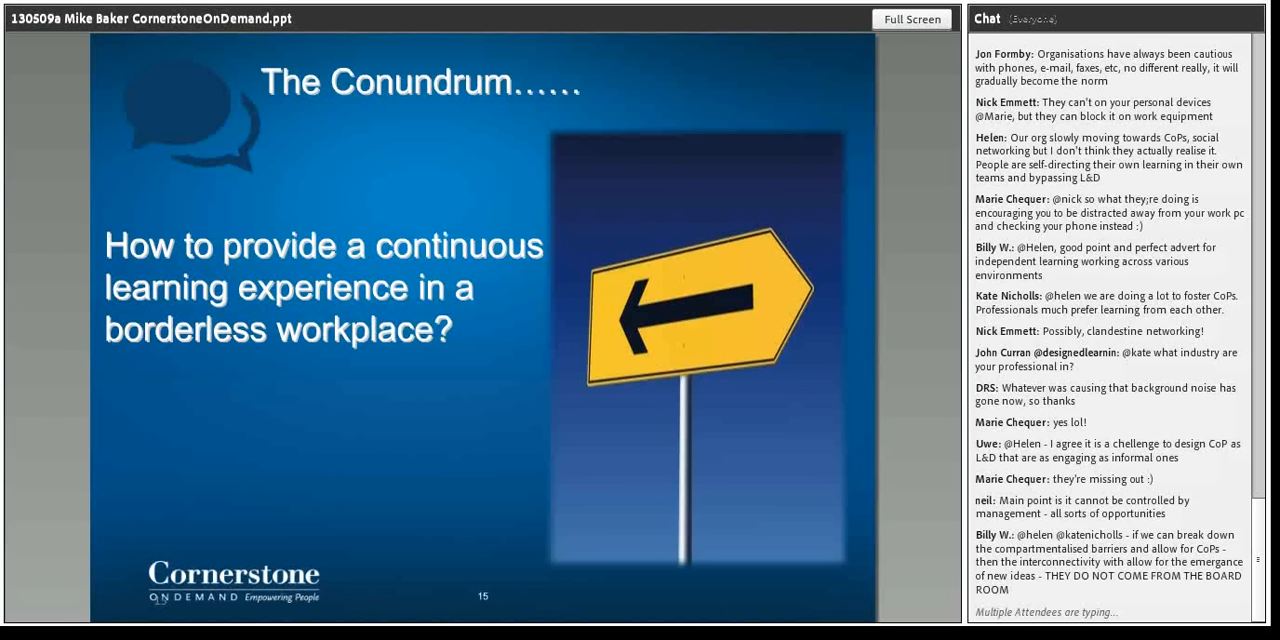 130509a Mike Baker CornerstoneOnDemand.ppt
Full Screen
The Conundrum......
How to provide a continuous
learning experience in a
borderless workplace?
Cornerstone
ONDEMAND Empowering People
15
Chat (Everyone)
Jon Formby: Organisations have always been cautious
with phones, e-mail, faxes, etc, no different really, it will
gradually become the norm
Nick Emmett: They can't on your personal devices
@Marie, but they can block it on work equipment
Helen: Our org slowly moving towards CoPs, social
networking but I don't think they actually realise it.
People are self-directing their own learning in their own
teams and bypassing L&D
Marie Chequer: @nick so what they;re doing is
encouraging you to be distracted away from your work pc
and checking your phone instead :)
Billy W.: @Helen, good point and perfect advert for
independent learning working across various
environments
Kate Nicholls: @helen we are doing a lot to foster CoPs.
Professionals much prefer learning from each other.
Nick Emmett: Possibly, clandestine networking!
John Curran @designedlearnin: @kate what industry are
your professional in?
DRS: Whatever was causing that background noise has
gone now, so thanks
Marie Chequer: yes lol!
Uwe: @Helen - I agree it is a chellenge to design CoP as
L&D that are as engaging as informal ones
Marie Chequer: they're missing out :)
neil: Main point is it cannot be controlled by
management - all sorts of opportunities
Billy W.: @helen @katenicholls - if we can break down
the compartmentalised barriers and allow for CoPs -
then the interconnectivity with allow for the emergance
of new ideas - THEY DO NOT COME FROM THE BOARD
ROOM
Multiple Attendees are typing...